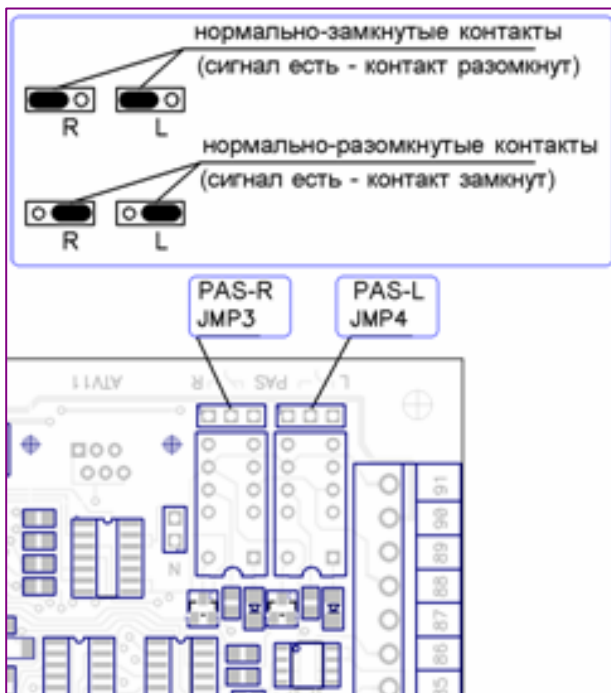 нормально-замкнутые контакты
(сигнал есть - контакт разомкнут)
R L
нормально-разомкнутые контакты
(сигнал есть - контакт замкнут)
R L
PAS-R
JMP3
PAS-L
JMP4
ATV11
R PAS L
N
91
90
89
88
87
86
85